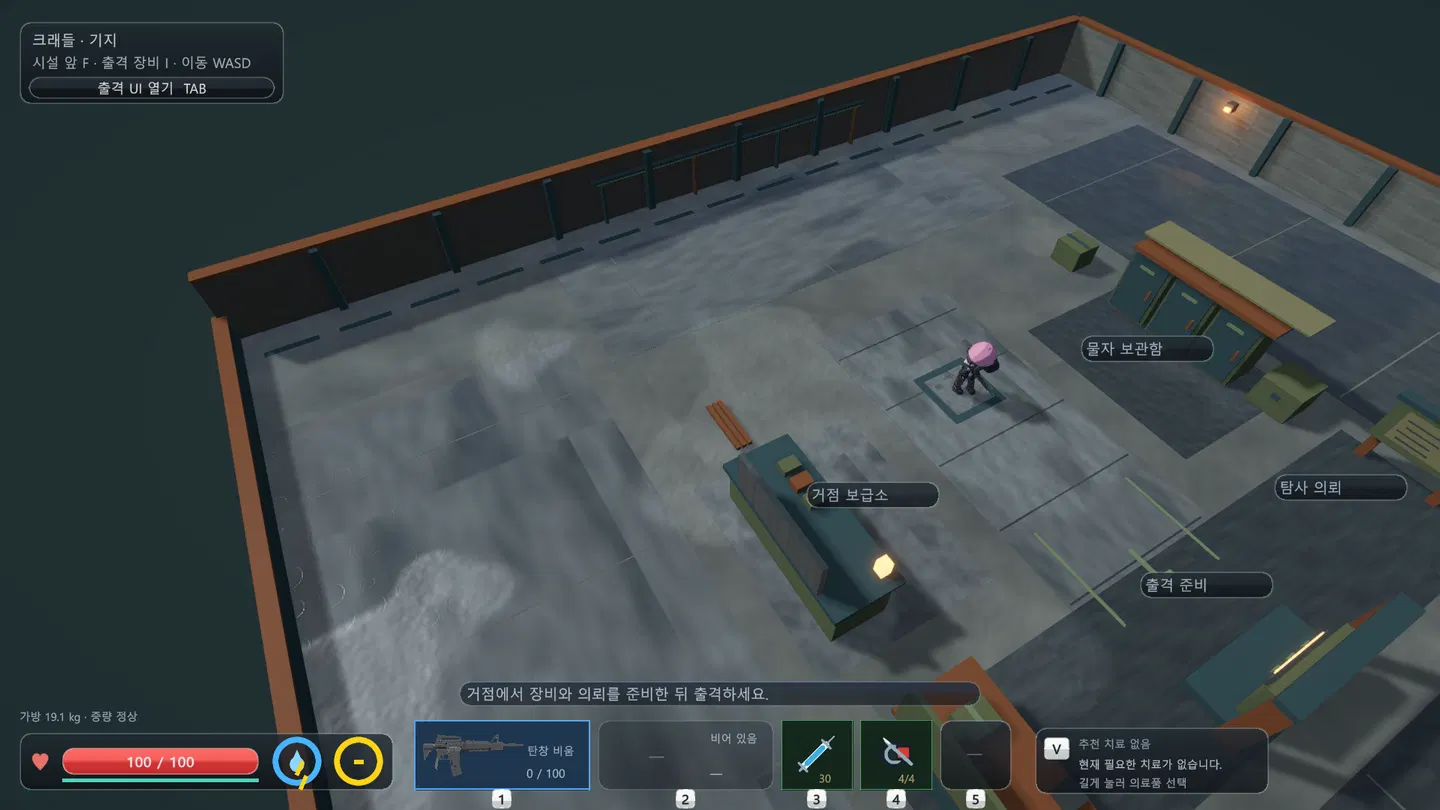 크래들 · 기지
시설 앞 F · 출격 장비 I · 이동 WASD
출격 UI 열기 TAB
물자 보관함
탐사 의뢰
거점 보급소
출격 준비
거점에서 장비와 의뢰를 준비한 뒤 출격하세요.
가방 19.1 kg · 중량 정상
100 / 100
탄창 비움
0 / 100
1
비어 있음
2
30
3
4/4
4
5
V
추천 치료 없음
현재 필요한 치료가 없습니다.
길게 눌러 의료품 선택